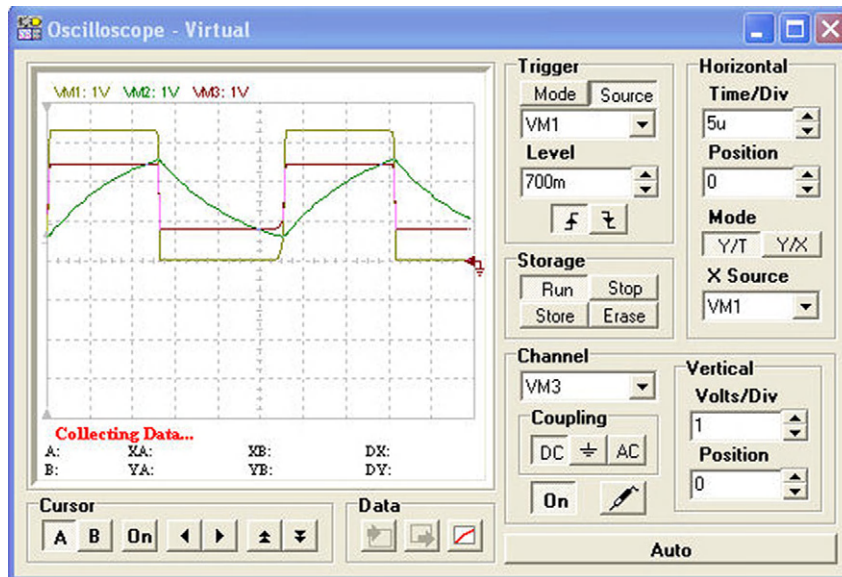 Oscilloscope - Virtual
VM1: 1V VM2: 1V VM3: 1V
Collecting Data...
A: XA: XB: DX:
B: YA: YB: DY:
Cursor
A B On
Data
Trigger
Mode Source
VM1
Level
700m
Storage
Run Stop
Store Erase
Horizontal
Time/Div
5u
Position
0
Mode
Y/T Y/X
X Source
VM1
Channel
VM3
Coupling
DC AC
On
Vertical
Volts/Div
1
Position
0
Auto